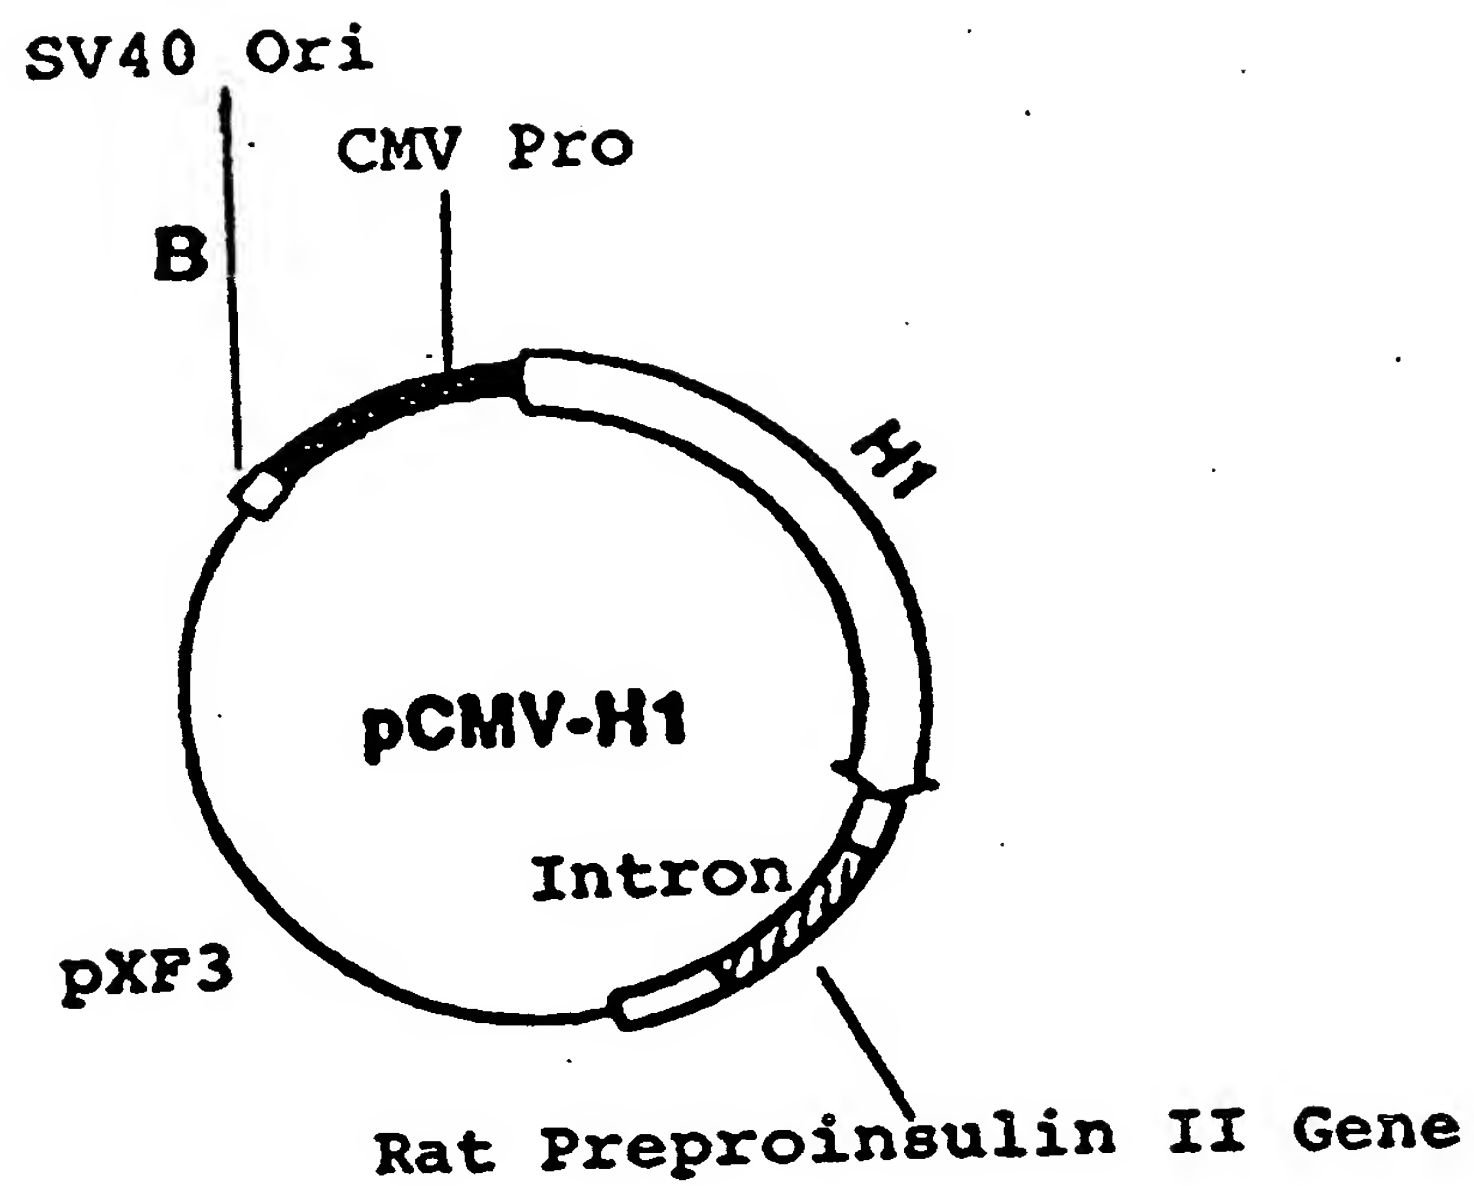 SV40 Ori
CMV Pro
B
H1
pCMV-H1
Intron
pXF3
Rat Preproinsulin II Gene